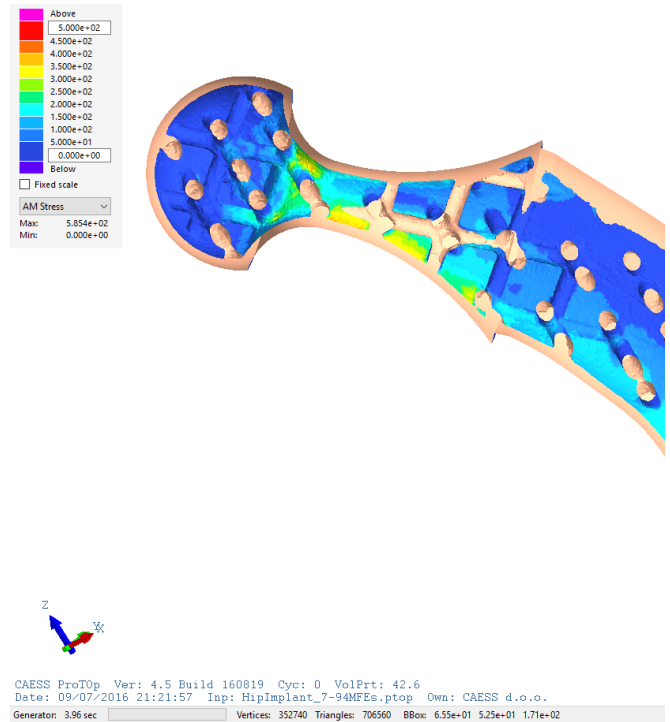 Above
5.000e+02
4.500e+02
4.000e+02
3.500e+02
3.000e+02
2.500e+02
2.000e+02
1.500e+02
1.000e+02
5.000e+01
0.000e+00
Below
Fixed scale
AM Stress
Max: 5.854e+02
Min: 0.000e+00
Z
Y X
CAESS ProTOp Ver: 4.5 Build 160819 Cyc: 0 VolPrt: 42.6
Date: 09/07/2016 21:21:57 Inp: HipImplant_7-94MFEs.ptop Own: CAESS d.o.o.
Generator: 3.96 sec Vertices: 352740 Triangles: 706560 BBox: 6.55e+01 5.25e+01 1.71e+02